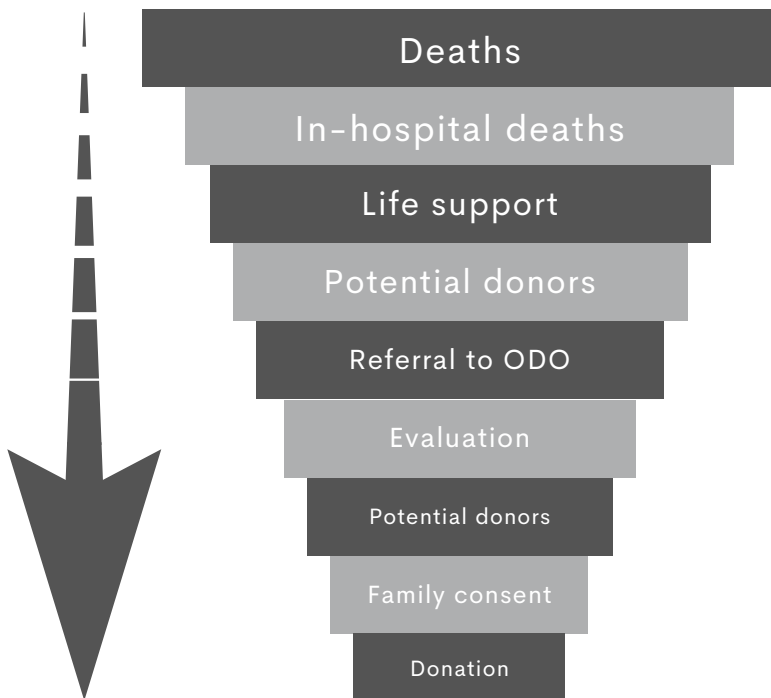 Deaths
In-hospital deaths
Life support
Potential donors
Referral to ODO
Evaluation
Potential donors
Family consent
Donation